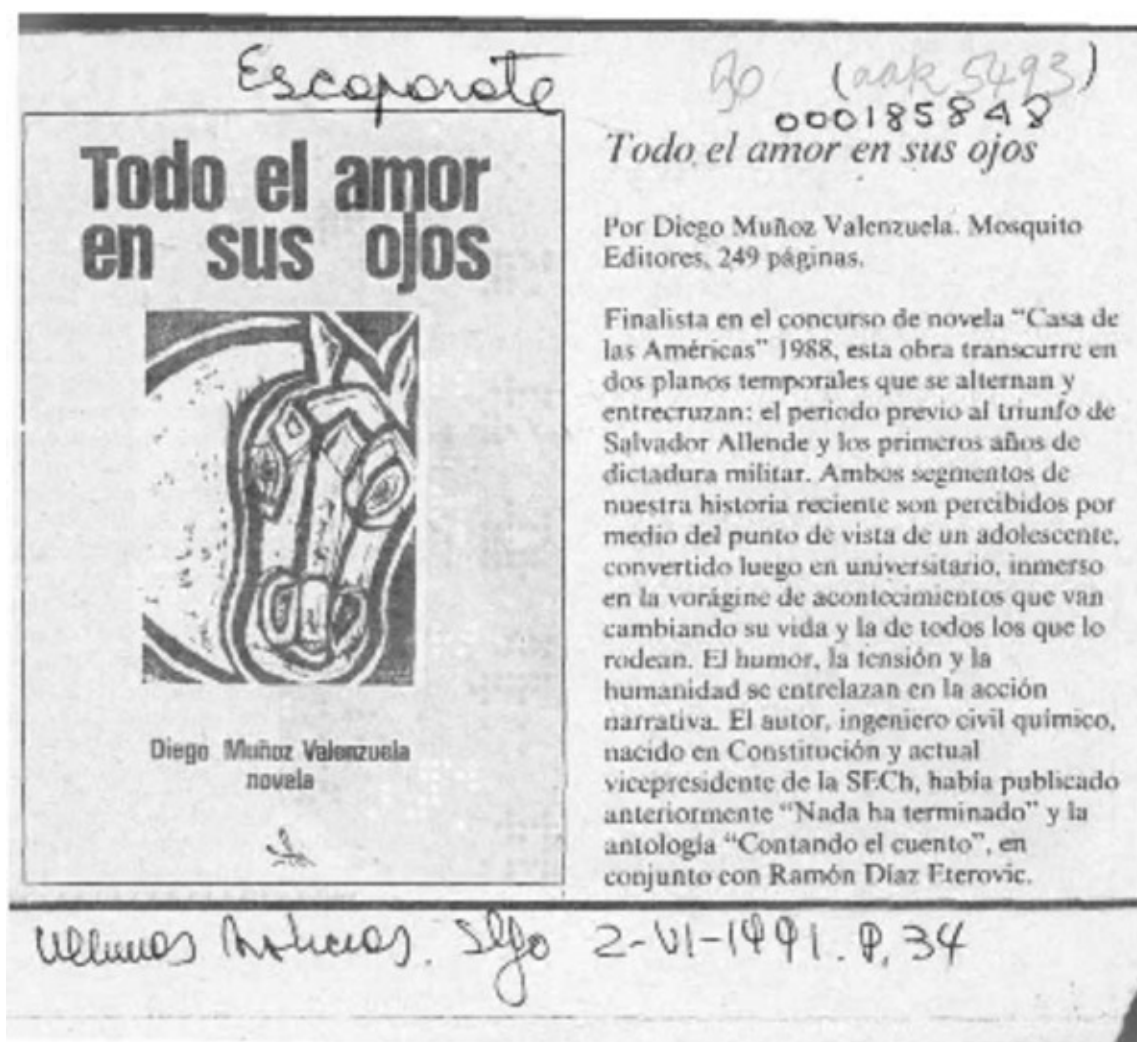 Escaparate
(aak 5493)
000185848
Todo el amor
en sus ojos
Diego Muñoz Valenzuela
novela
Todo el amor en sus ojos
Por Diego Muñoz Valenzuela. Mosquito
Editores, 249 páginas.
Finalista en el concurso de novela “Casa de
las Américas” 1988, esta obra transcurre en
dos planos temporales que se alternan y
entrecruzan: el periodo previo al triunfo de
Salvador Allende y los primeros años de
dictadura militar. Ambos segmentos de
nuestra historia reciente son percibidos por
medio del punto de vista de un adolescente,
convertido luego en universitario, inmerso
en la vorágine de acontecimientos que van
cambiando su vida y la de todos los que lo
rodean. El humor, la tensión y la
humanidad se entrelazan en la acción
narrativa. El autor, ingeniero civil químico,
nacido en Constitución y actual
vicepresidente de la SECh, había publicado
anteriormente “Nada ha terminado” y la
antología “Contando el cuento”, en
conjunto con Ramón Díaz Eterovic.
Ultimas Noticias. Stgo 2-VI-1991. P. 34